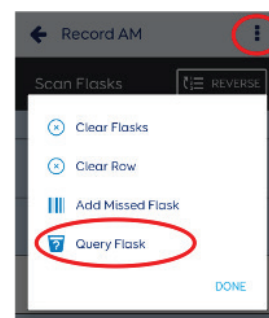 Record AM
Scan Flasks
REVERSE
Clear Flasks
Clear Row
Add Missed Flask
Query Flask
DONE